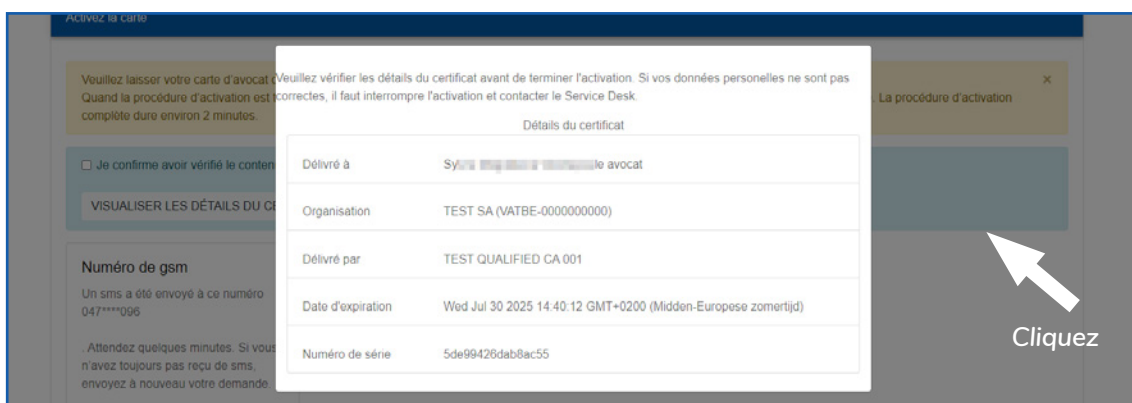 Activez la carte
Veuillez laisser votre carte d'avocat
Quand la procédure d'activation est
. La procédure d'activation
complète dure environ 2 minutes.
×
Veuillez vérifier les détails du certificat avant de terminer l'activation. Si vos données personelles ne sont pas
correctes, il faut interrompre l'activation et contacter le Service Desk.
Détails du certificat
Délivré à
Sy le avocat
Organisation
TEST SA (VATBE-0000000000)
Délivré par
TEST QUALIFIED CA 001
Date d'expiration
Wed Jul 30 2025 14:40:12 GMT+0200 (Midden-Europese zomertijd)
Numéro de série
5de99426dab8ac55
Je confirme avoir vérifié le conten
VISUALISER LES DÉTAILS DU CE
Numéro de gsm
Un sms a été envoyé à ce numéro
047****096
. Attendez quelques minutes. Si vous
n'avez toujours pas reçu de sms,
envoyez à nouveau votre demande.
Cliquez